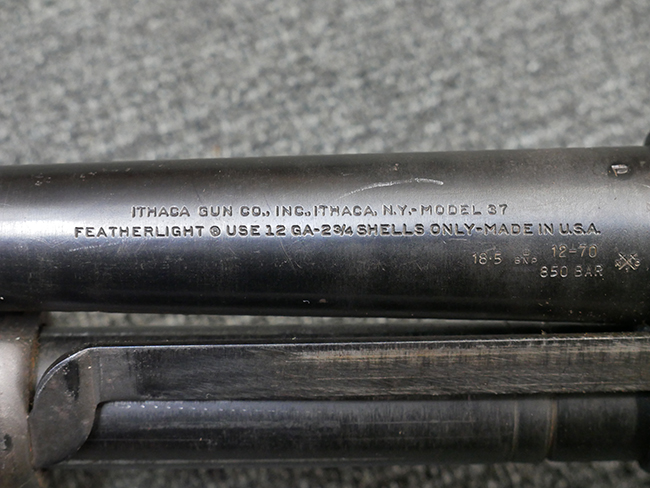 P
ITHACA GUN CO., INC., ITHACA, N.Y.-MODEL 37
FEATHERLIGHT ® USE 12 GA-2¾ SHELLS ONLY-MADE IN U.S.A.
18·5 BNP 12-70
850 BAR